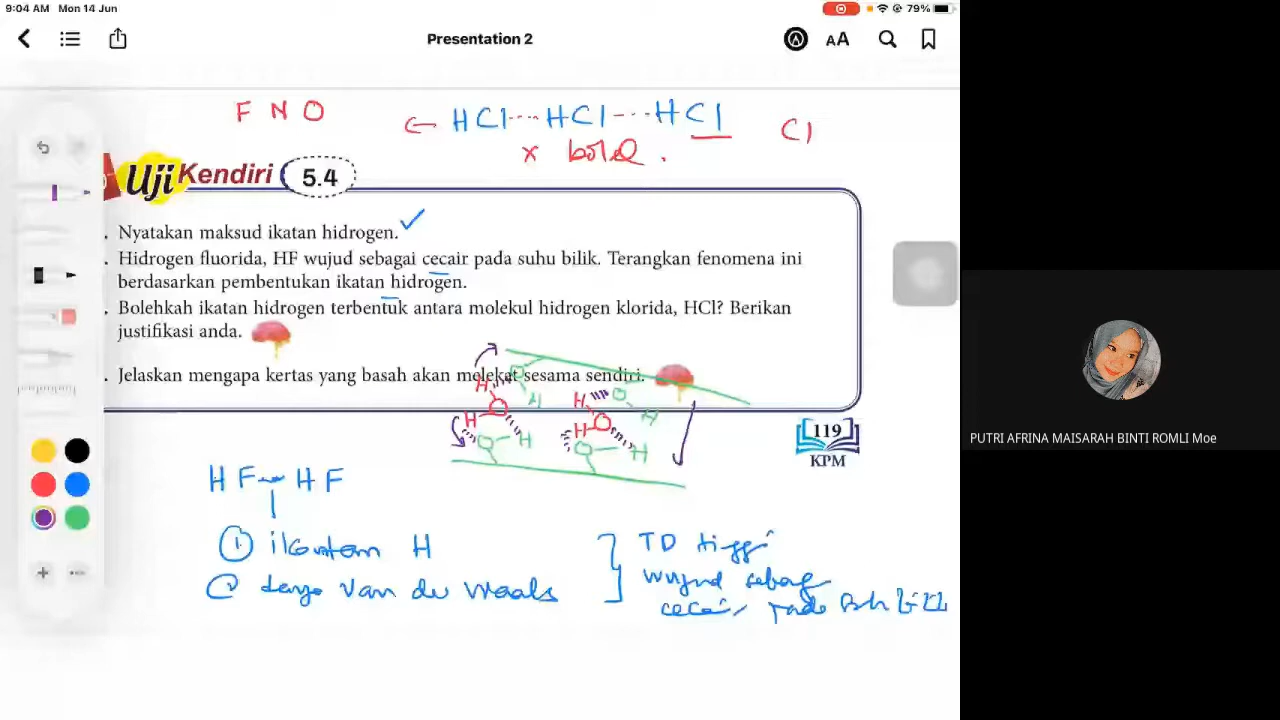 9:04 AM Mon 14 Jun
79%
Presentation 2
AA
F N O
← HCl ···· HCl ···· HCl
Cl
x boleh.
Uji Kendiri 5.4
. Nyatakan maksud ikatan hidrogen.
. Hidrogen fluorida, HF wujud sebagai cecair pada suhu bilik. Terangkan fenomena ini
berdasarkan pembentukan ikatan hidrogen.
. Bolehkah ikatan hidrogen terbentuk antara molekul hidrogen klorida, HCl? Berikan
justifikasi anda.
. Jelaskan mengapa kertas yang basah akan melekat sesama sendiri.
O
H H O
H
O H
H H
O H O H
119
KPM
HF HF
① ikatan H
② daya Van der Waals
TD tinggi
wujud sebagai
cecair pada
PUTRI AFRINA MAISARAH BINTI ROMLI Moe